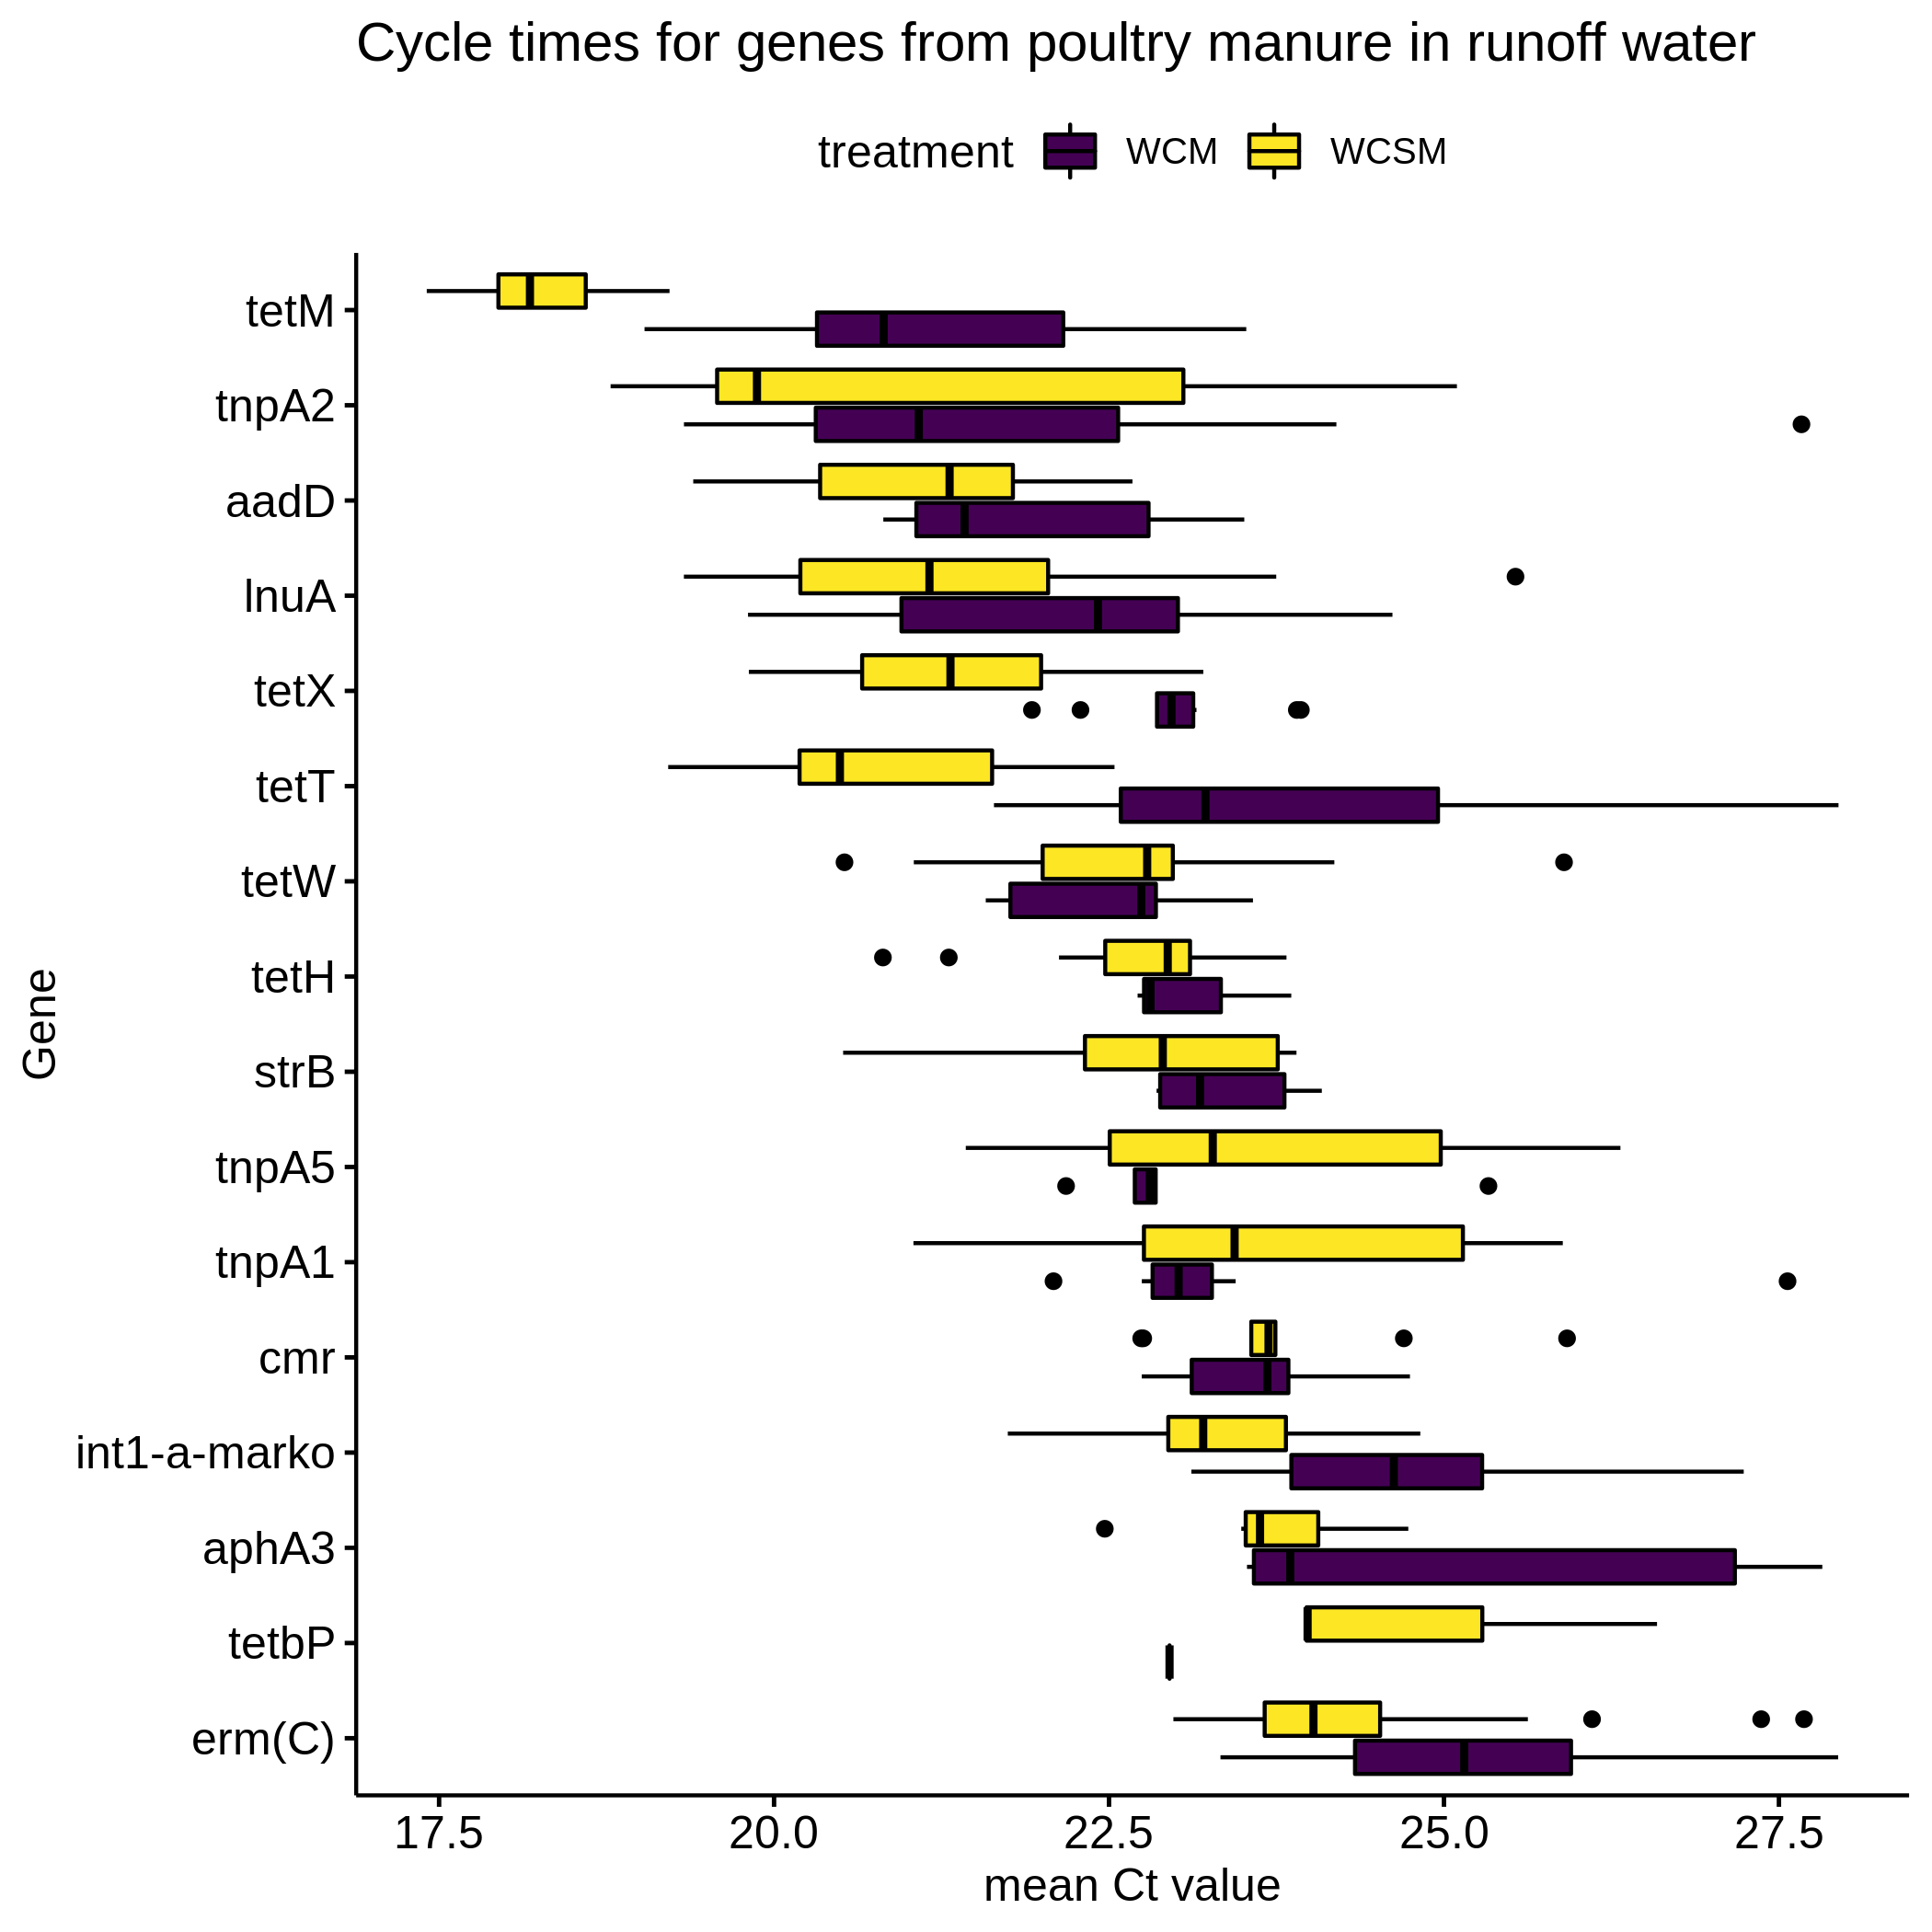 Cycle times for genes from poultry manure in runoff water
treatment WCM WCSM
tetM
tnpA2
aadD
lnuA
tetX
tetT
tetW
tetH
strB
tnpA5
tnpA1
cmr
int1-a-marko
aphA3
tetbP
erm(C)
Gene
17.5 20.0 22.5 25.0 27.5
mean Ct value